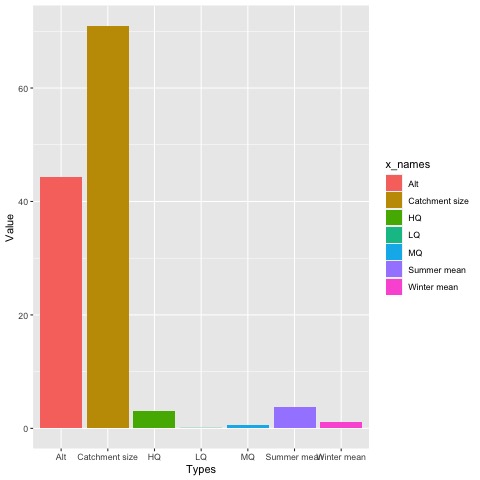 Value
60
40
20
0
Alt Catchment size HQ LQ MQ Summer mean Winter mean
Types
x_names
Alt
Catchment size
HQ
LQ
MQ
Summer mean
Winter mean